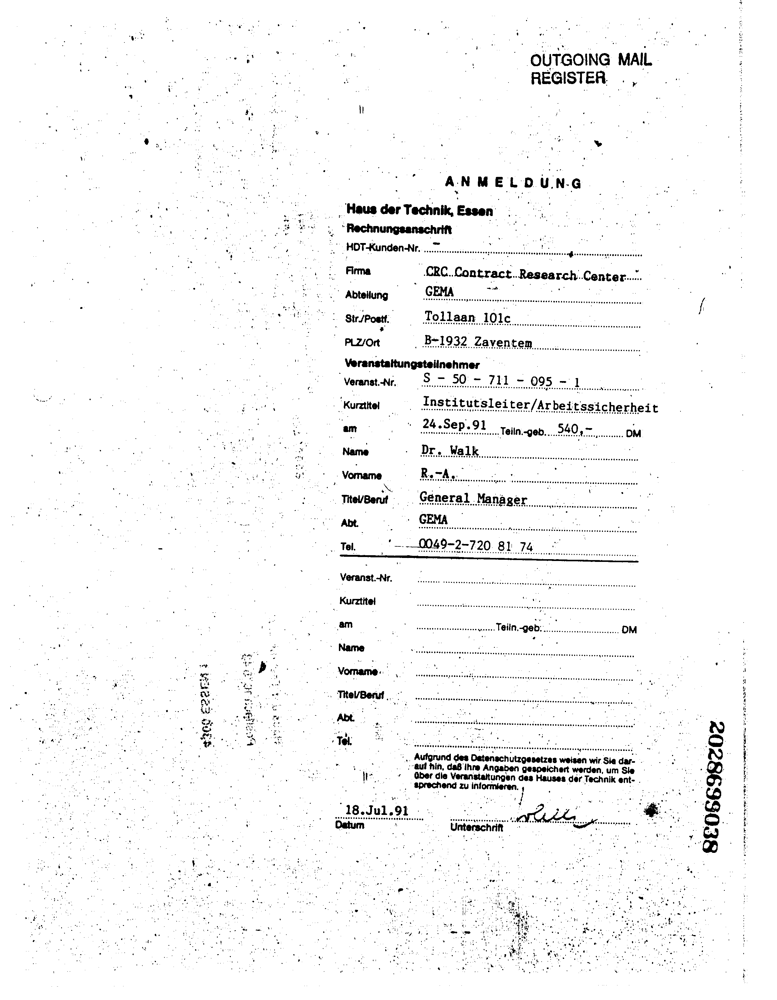 OUTGOING MAIL
REGISTER
ANMELDUNG
Haus der Technik, Essen
Rechnungsanschrift
HDT-Kunden-Nr. -
Firma CRC Contract Research Center
Abteilung GEMA
Str./Postf. Tollaan 101c
PLZ/Ort B-1932 Zaventem
Veranstaltungsteilnehmer
Veranst.-Nr. S - 50 - 711 - 095 - 1
Kurztitel Institutsleiter/Arbeitssicherheit
am 24.Sep.91 Teiln.-geb. 540,- DM
Name Dr. Walk
Vorname R.-A.
Titel/Beruf General Manager
Abt. GEMA
Tel. 0049-2-720 81 74
Veranst.-Nr.
Kurztitel
am Teiln.-geb. DM
Name
Vorname
Titel/Beruf
Abt.
Tel.
Aufgrund des Datenschutzgesetzes weisen wir Sie dar-
auf hin, daß Ihre Angaben gespeichert werden, um Sie
über die Veranstaltungen des Hauses der Technik ent-
sprechend zu informieren.
18.Jul.91
Datum Unterschrift
2028699038